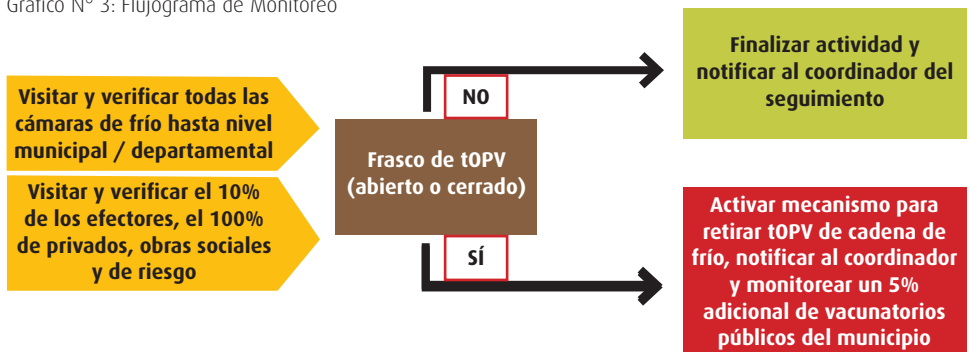 Gráfico Nº 3: Flujograma de Monitoreo
Visitar y verificar todas las
cámaras de frío hasta nivel
municipal / departamental
Visitar y verificar el 10%
de los efectores, el 100%
de privados, obras sociales
y de riesgo
Frasco de tOPV
(abierto o cerrado)
NO
Finalizar actividad y
notificar al coordinador del
seguimiento
SÍ
Activar mecanismo para
retirar tOPV de cadena de
frío, notificar al coordinador
y monitorear un 5%
adicional de vacunatorios
públicos del municipio